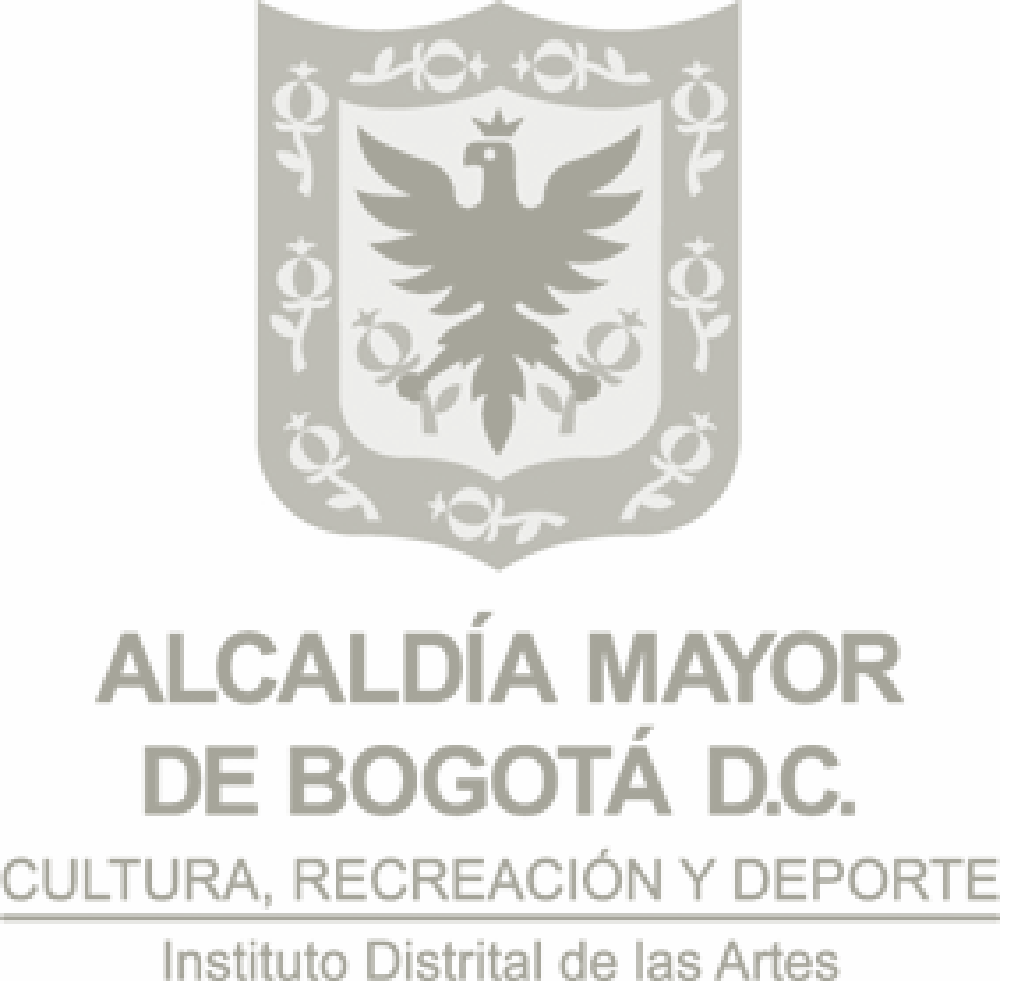 ALCALDÍA MAYOR
DE BOGOTÁ D.C.
CULTURA, RECREACIÓN Y DEPORTE
Instituto Distrital de las Artes